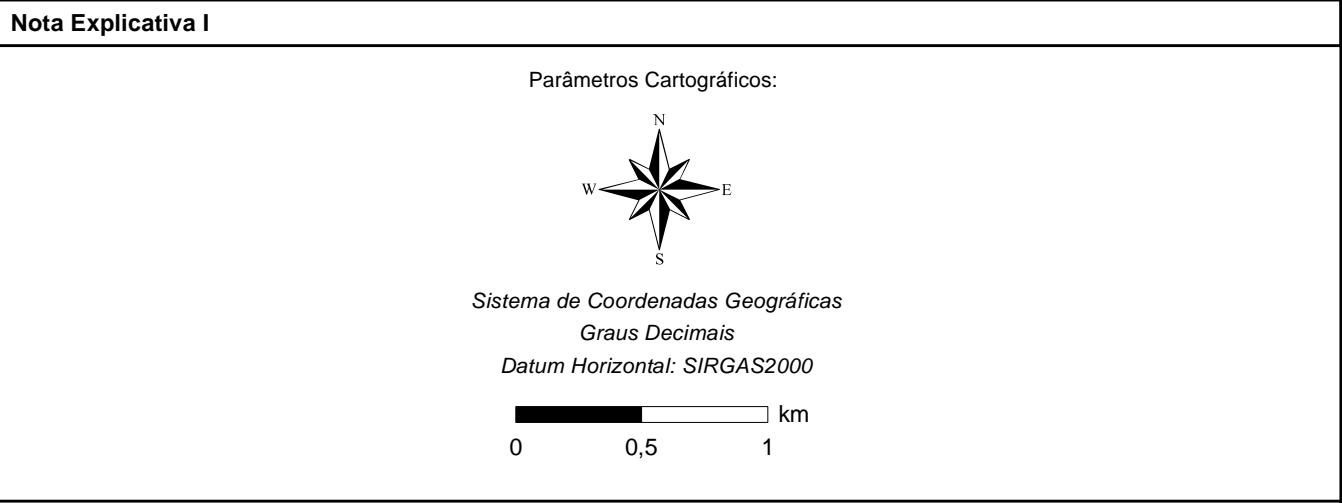 Nota Explicativa I
Parâmetros Cartográficos:
N
W E
S
Sistema de Coordenadas Geográficas
Graus Decimais
Datum Horizontal: SIRGAS2000
km
0 0,5 1